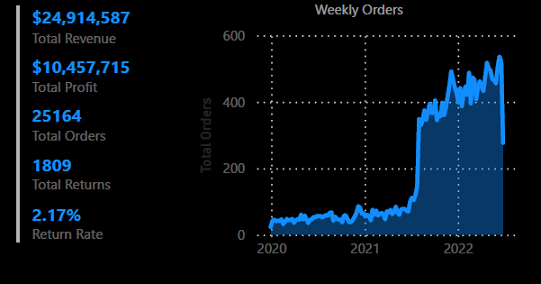 $24,914,587
Total Revenue
$10,457,715
Total Profit
25164
Total Orders
1809
Total Returns
2.17%
Return Rate
Weekly Orders
Total Orders
600
400
200
0
2020
2021
2022